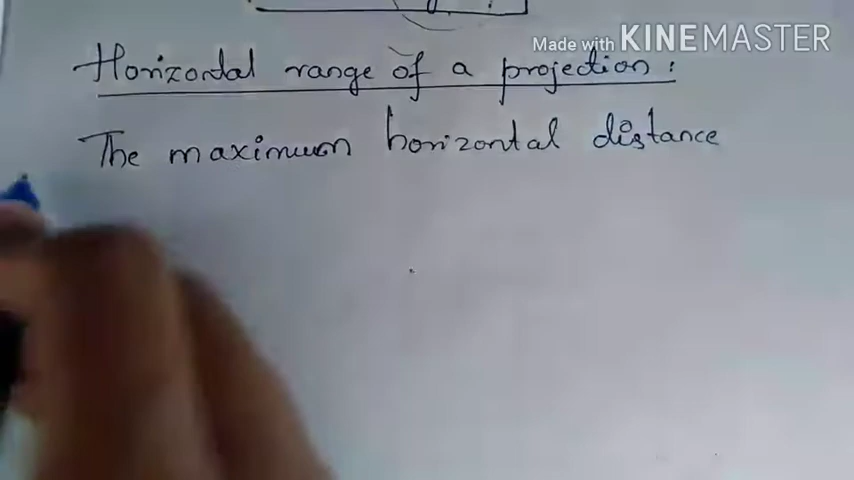 Made with KINEMASTER
Horizontal range of a projection :
The maximum horizontal distance